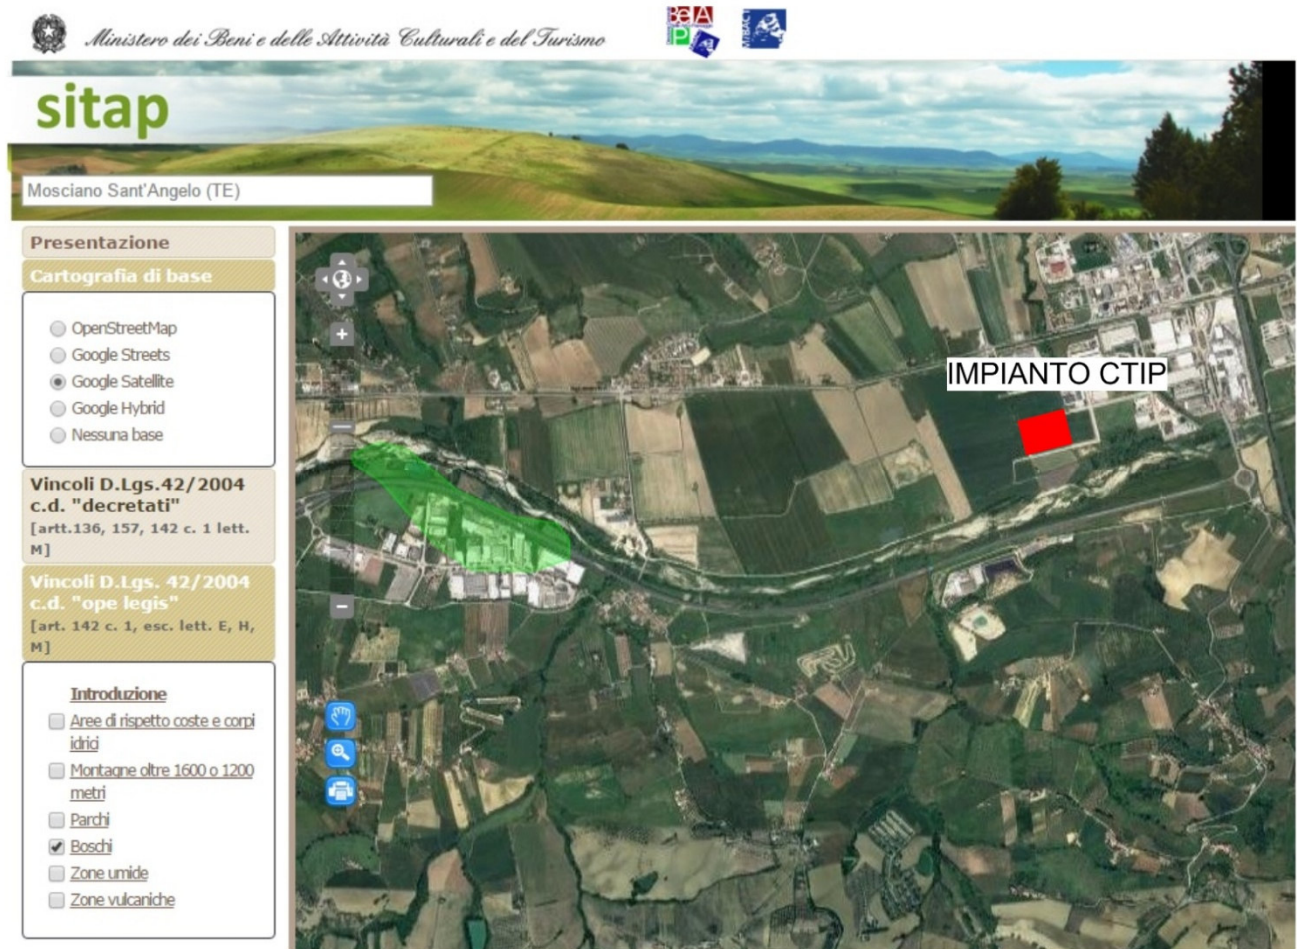 Ministero dei Beni e delle Attività Culturali e del Turismo
BeAP
MiBACT
sitap
Mosciano Sant'Angelo (TE)
Presentazione
Cartografia di base
OpenStreetMap
Google Streets
Google Satellite
Google Hybrid
Nessuna base
Vincoli D.Lgs.42/2004
c.d. "decretati"
[artt.136, 157, 142 c. 1 lett.
M]
Vincoli D.Lgs. 42/2004
c.d. "ope legis"
[art. 142 c. 1, esc. lett. E, H,
M]
Introduzione
Aree di rispetto coste e corpi
idrici
Montagne oltre 1600 o 1200
metri
Parchi
Boschi
Zone umide
Zone vulcaniche
IMPIANTO CTIP